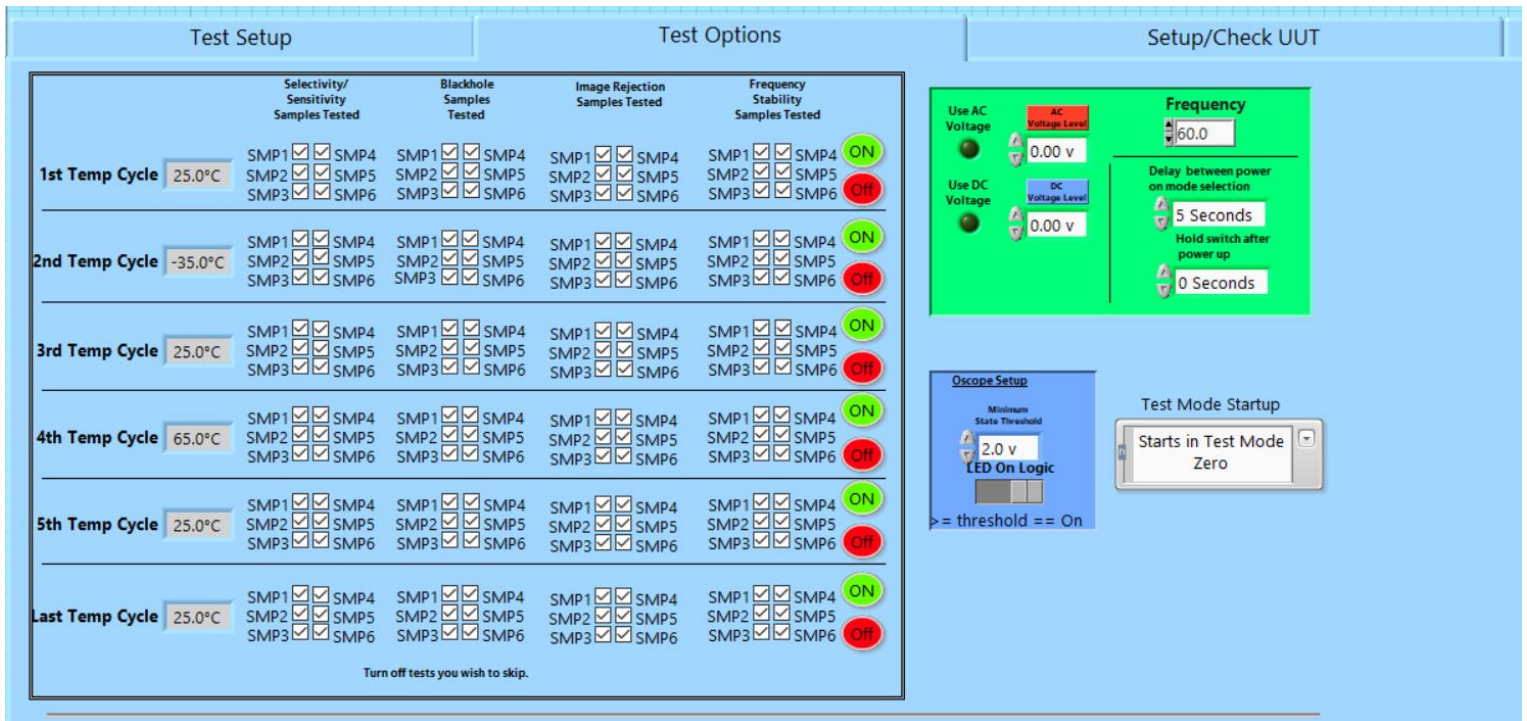 Test Setup
Test Options
Setup/Check UUT
Selectivity/
Sensitivity
Samples Tested
Blackhole
Samples
Tested
Image Rejection
Samples Tested
Frequency
Stability
Samples Tested
1st Temp Cycle 25.0°C
SMP1 SMP4 SMP1 SMP4 SMP1 SMP4 SMP1 SMP4 ON
SMP2 SMP5 SMP2 SMP5 SMP2 SMP5 SMP2 SMP5
SMP3 SMP6 SMP3 SMP6 SMP3 SMP6 SMP3 SMP6 Off
2nd Temp Cycle -35.0°C
SMP1 SMP4 SMP1 SMP4 SMP1 SMP4 SMP1 SMP4 ON
SMP2 SMP5 SMP2 SMP5 SMP2 SMP5 SMP2 SMP5
SMP3 SMP6 SMP3 SMP6 SMP3 SMP6 SMP3 SMP6 Off
3rd Temp Cycle 25.0°C
SMP1 SMP4 SMP1 SMP4 SMP1 SMP4 SMP1 SMP4 ON
SMP2 SMP5 SMP2 SMP5 SMP2 SMP5 SMP2 SMP5
SMP3 SMP6 SMP3 SMP6 SMP3 SMP6 SMP3 SMP6 Off
4th Temp Cycle 65.0°C
SMP1 SMP4 SMP1 SMP4 SMP1 SMP4 SMP1 SMP4 ON
SMP2 SMP5 SMP2 SMP5 SMP2 SMP5 SMP2 SMP5
SMP3 SMP6 SMP3 SMP6 SMP3 SMP6 SMP3 SMP6 Off
5th Temp Cycle 25.0°C
SMP1 SMP4 SMP1 SMP4 SMP1 SMP4 SMP1 SMP4 ON
SMP2 SMP5 SMP2 SMP5 SMP2 SMP5 SMP2 SMP5
SMP3 SMP6 SMP3 SMP6 SMP3 SMP6 SMP3 SMP6 Off
Last Temp Cycle 25.0°C
SMP1 SMP4 SMP1 SMP4 SMP1 SMP4 SMP1 SMP4 ON
SMP2 SMP5 SMP2 SMP5 SMP2 SMP5 SMP2 SMP5
SMP3 SMP6 SMP3 SMP6 SMP3 SMP6 SMP3 SMP6 Off
Turn off tests you wish to skip.
Use AC
Voltage
AC
Voltage Level
0.00 v
Use DC
Voltage
DC
Voltage Level
0.00 v
Frequency
60.0
Delay between power
on mode selection
5 Seconds
Hold switch after
power up
0 Seconds
Oscope Setup
Minimum
State Threshold
2.0 v
LED On Logic
>= threshold == On
Test Mode Startup
Starts in Test Mode
Zero